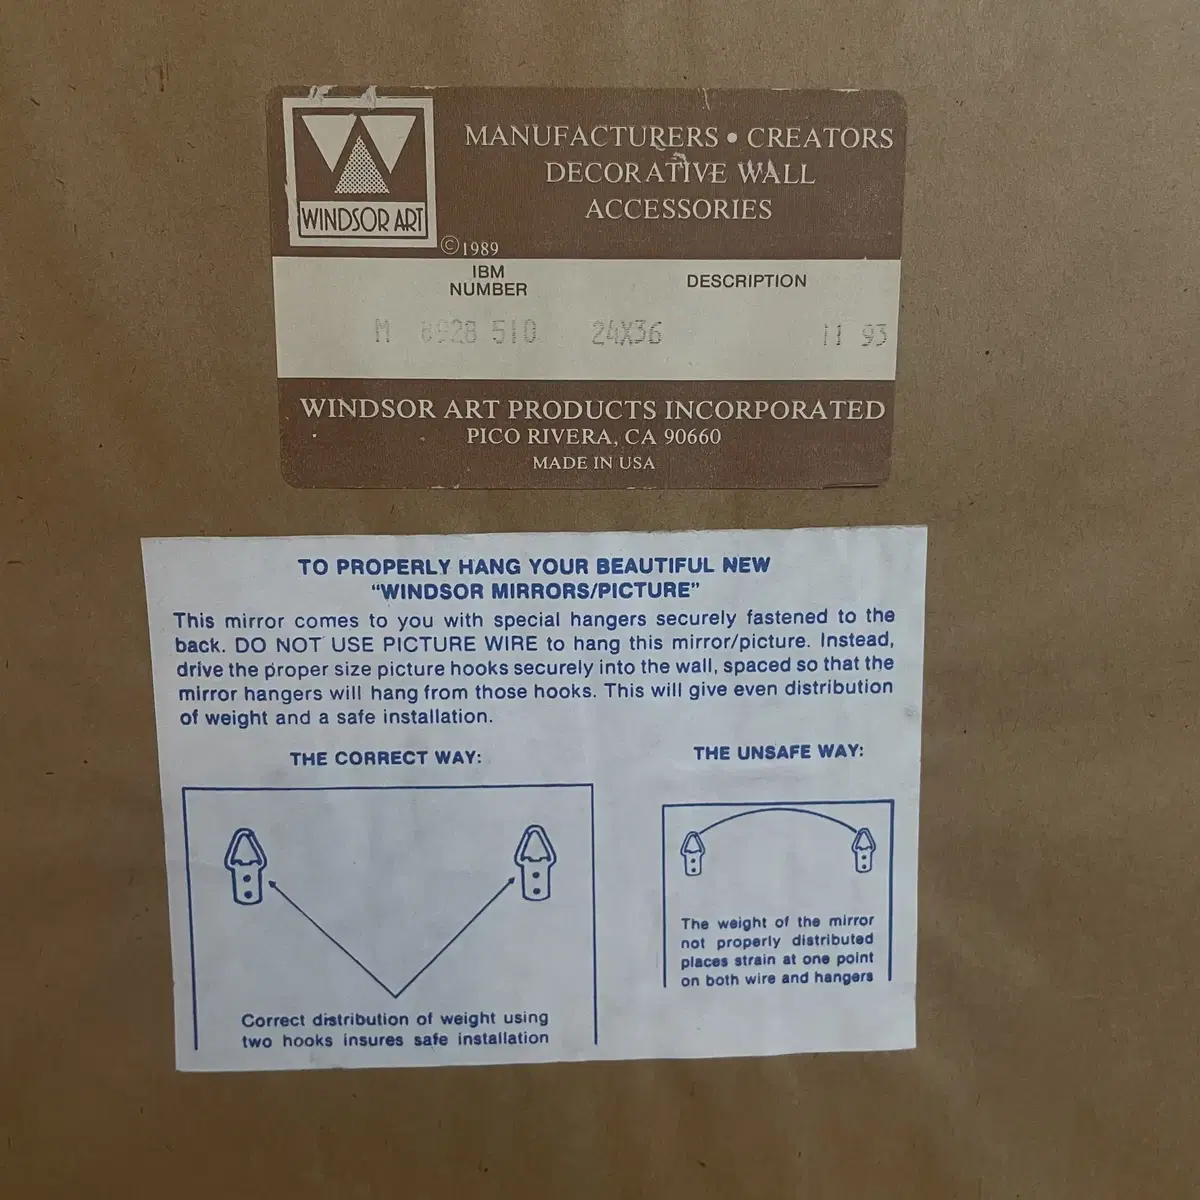 WINDSOR ART
MANUFACTURERS • CREATORS
DECORATIVE WALL
ACCESSORIES
©1989
IBM
NUMBER
DESCRIPTION
M 8928 510 24X36 11 93
WINDSOR ART PRODUCTS INCORPORATED
PICO RIVERA, CA 90660
MADE IN USA
TO PROPERLY HANG YOUR BEAUTIFUL NEW
"WINDSOR MIRRORS/PICTURE"
This mirror comes to you with special hangers securely fastened to the
back. DO NOT USE PICTURE WIRE to hang this mirror/picture. Instead,
drive the proper size picture hooks securely into the wall, spaced so that the
mirror hangers will hang from those hooks. This will give even distribution
of weight and a safe installation.
THE CORRECT WAY:
Correct distribution of weight using
two hooks insures safe installation
THE UNSAFE WAY:
The weight of the mirror
not properly distributed
places strain at one point
on both wire and hangers